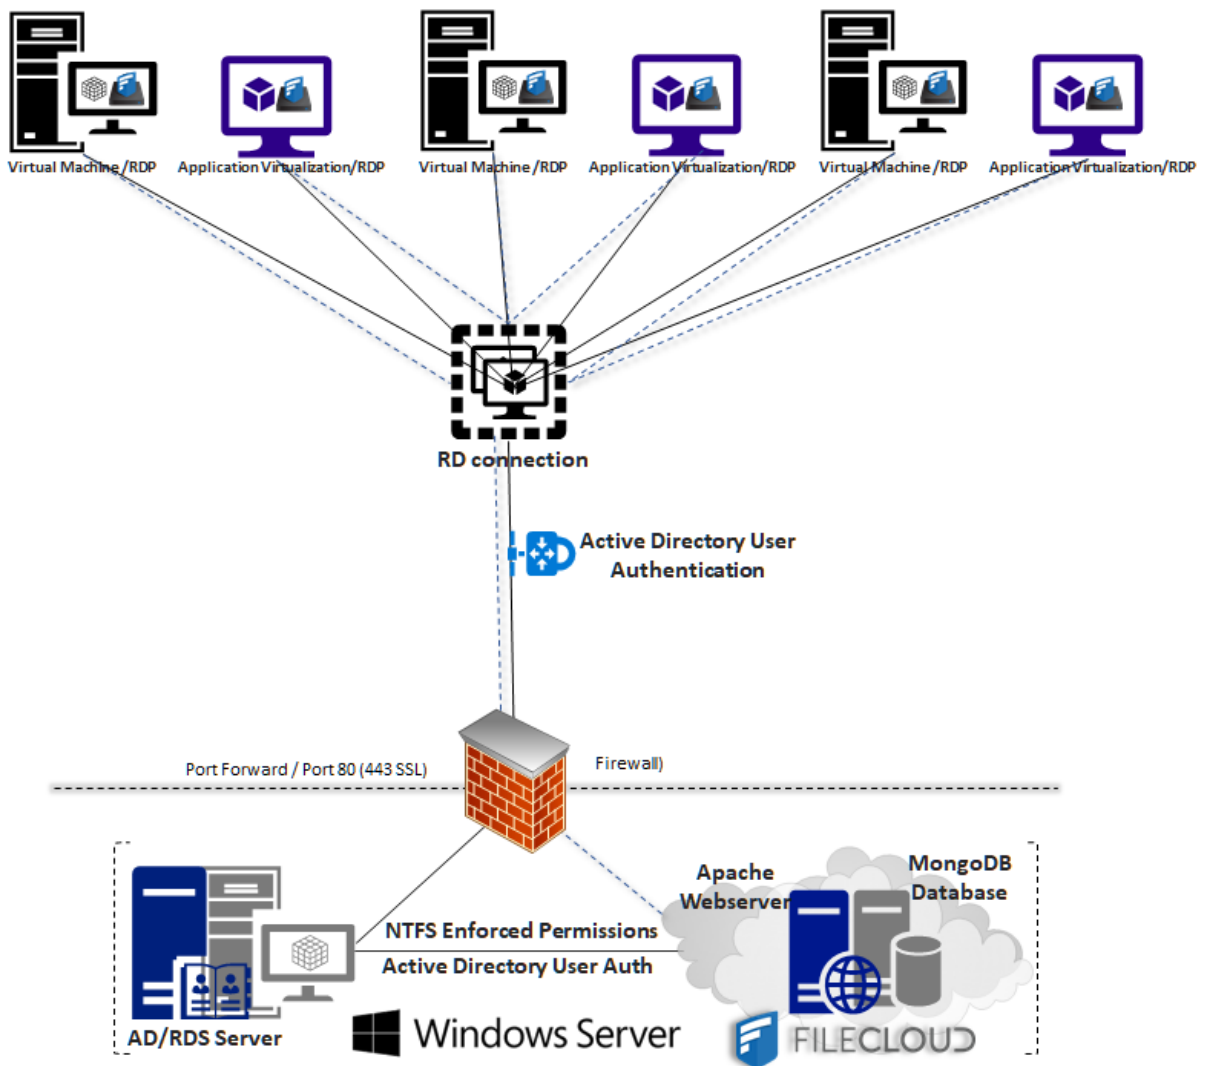 Virtual Machine /RDP
Application Virtualization/RDP
Virtual Machine /RDP
Application Virtualization/RDP
Virtual Machine /RDP
Application Virtualization/RDP
RD connection
Active Directory User
Authentication
Port Forward / Port 80 (443 SSL)
Firewall)
Apache
Webserver
MongoDB
Database
NTFS Enforced Permissions
Active Directory User Auth
AD/RDS Server
Windows Server
FILECLOUD